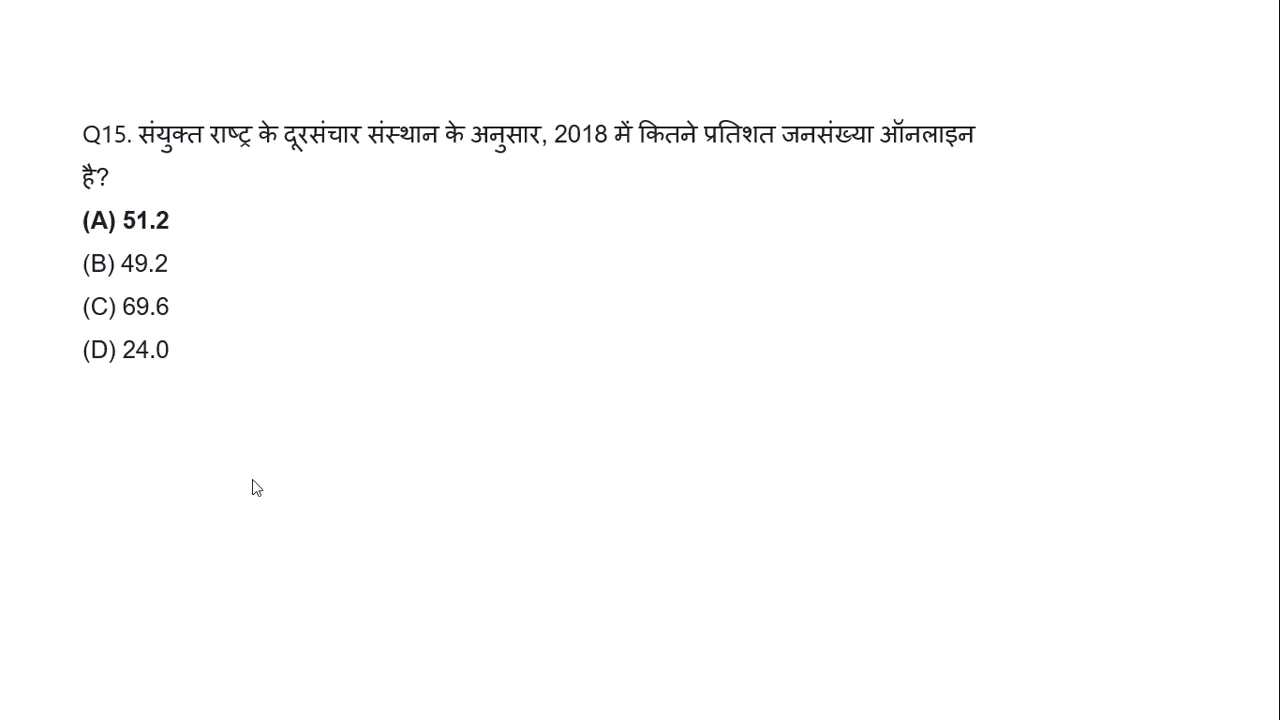 Q15. संयुक्त राष्ट्र के दूरसंचार संस्थान के अनुसार, 2018 में कितने प्रतिशत जनसंख्या ऑनलाइन
है?
(A) 51.2
(B) 49.2
(C) 69.6
(D) 24.0